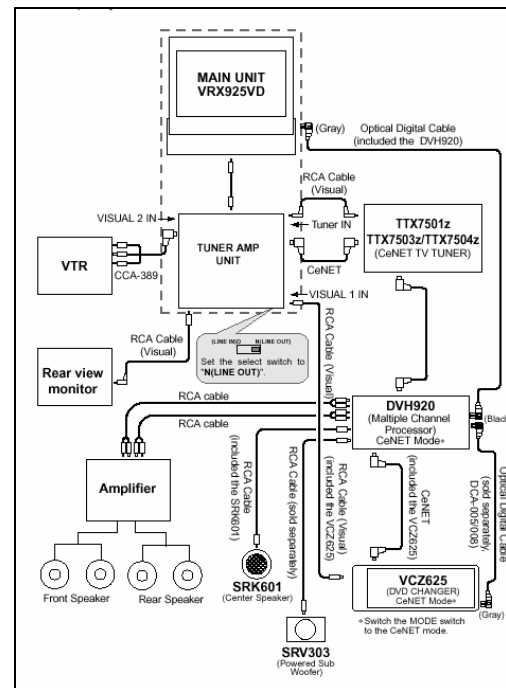 MAIN UNIT
VRX925VD
(Gray)
Optical Digital Cable
(included the DVH920)
RCA Cable
(Visual)
VISUAL 2 IN
Tuner IN
TTX7501z
TTX7503z/TTX7504z
(CeNET TV TUNER)
TUNER AMP
UNIT
VTR
CCA-389
CeNET
VISUAL 1 IN
RCA Cable
(Visual)
(LINE IN)O N(LINE OUT)
Set the select switch to
"N(LINE OUT)".
RCA Cable (Visual)
Rear view
monitor
RCA cable
RCA cable
DVH920
(Maltiple Channel
Processor)
CeNET Mode*
(Black
Amplifier
RCA Cable
(included the SRK601)
RCA Cable (sold separately)
RCA Cable (Visual)
(included the VCZ625)
CeNET
(included the VCZ625)
Optical Digital Cable
(sold separately,
DCA-005/008)
Front Speaker
Rear Speaker
SRK601
(Center Speaker)
VCZ625
(DVD CHANGER)
CeNET Mode*
(Gray)
*Switch the MODE switch
to the CeNET mode.
SRV303
(Powered Sub
Woofer)